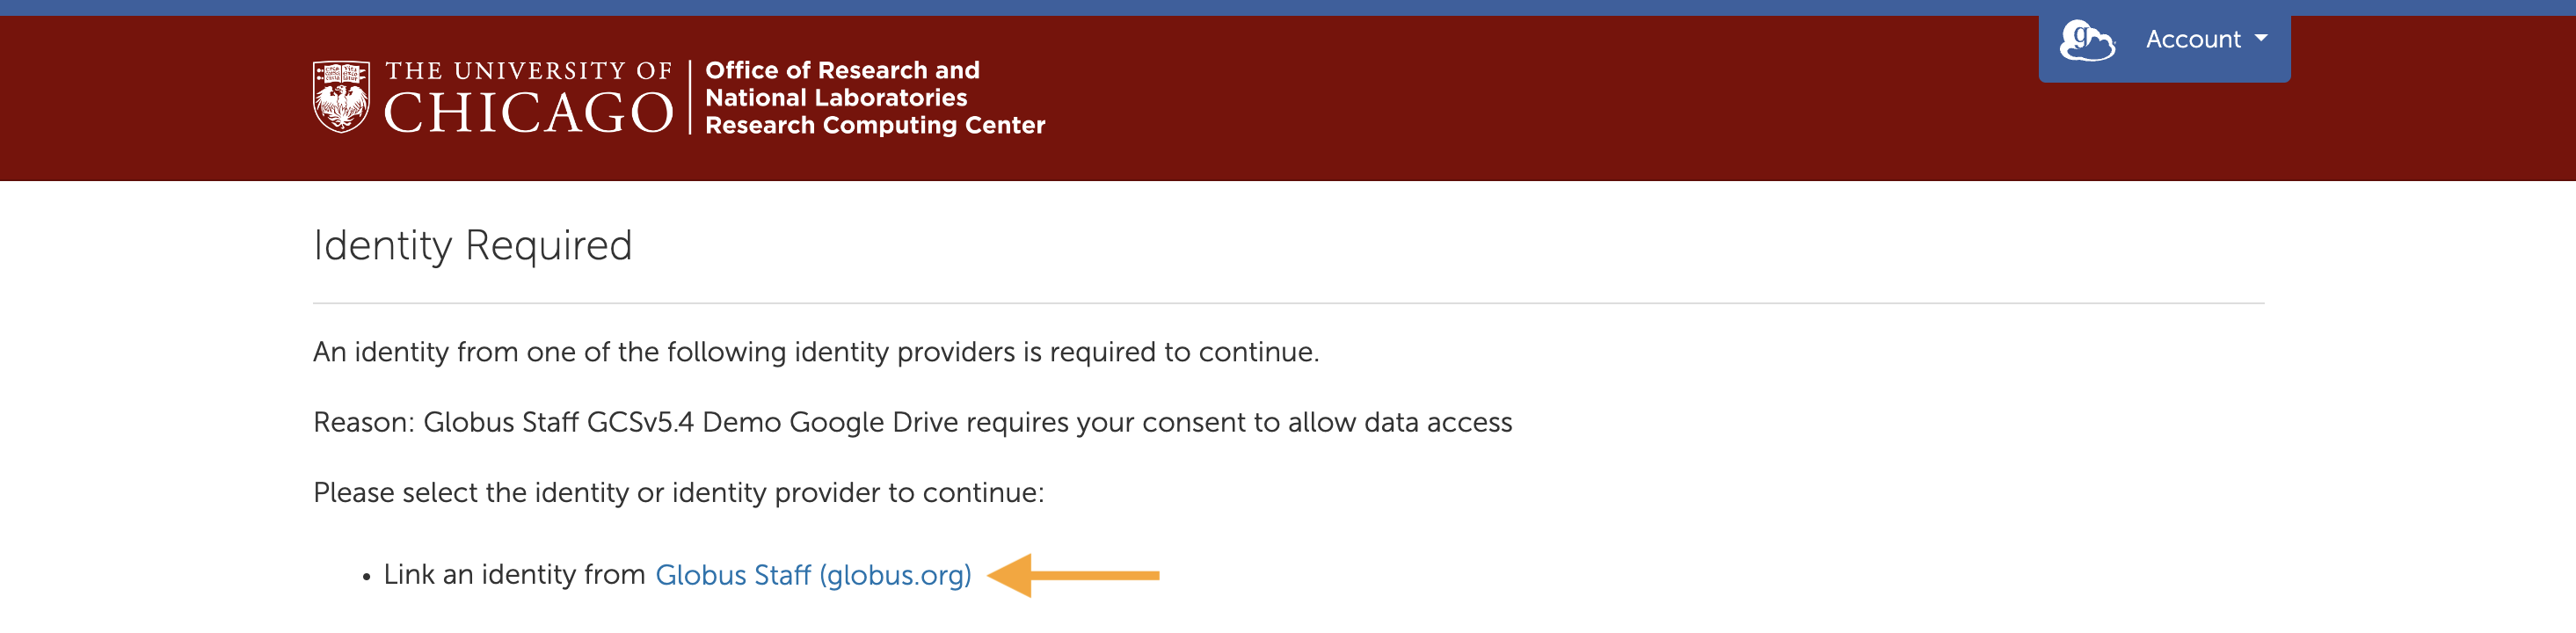 Account
THE UNIVERSITY OF
CHICAGO
Office of Research and
National Laboratories
Research Computing Center
Identity Required
An identity from one of the following identity providers is required to continue.
Reason: Globus Staff GCSv5.4 Demo Google Drive requires your consent to allow data access
Please select the identity or identity provider to continue:
• Link an identity from Globus Staff (globus.org)